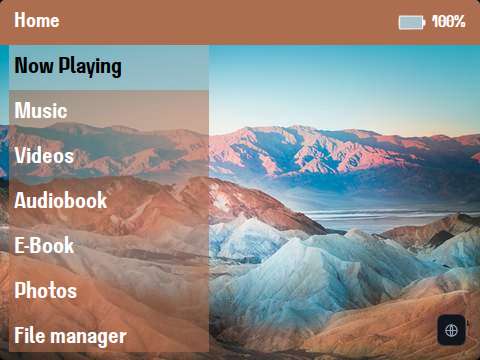 Home
100%
Now Playing
Music
Videos
Audiobook
E-Book
Photos
File manager